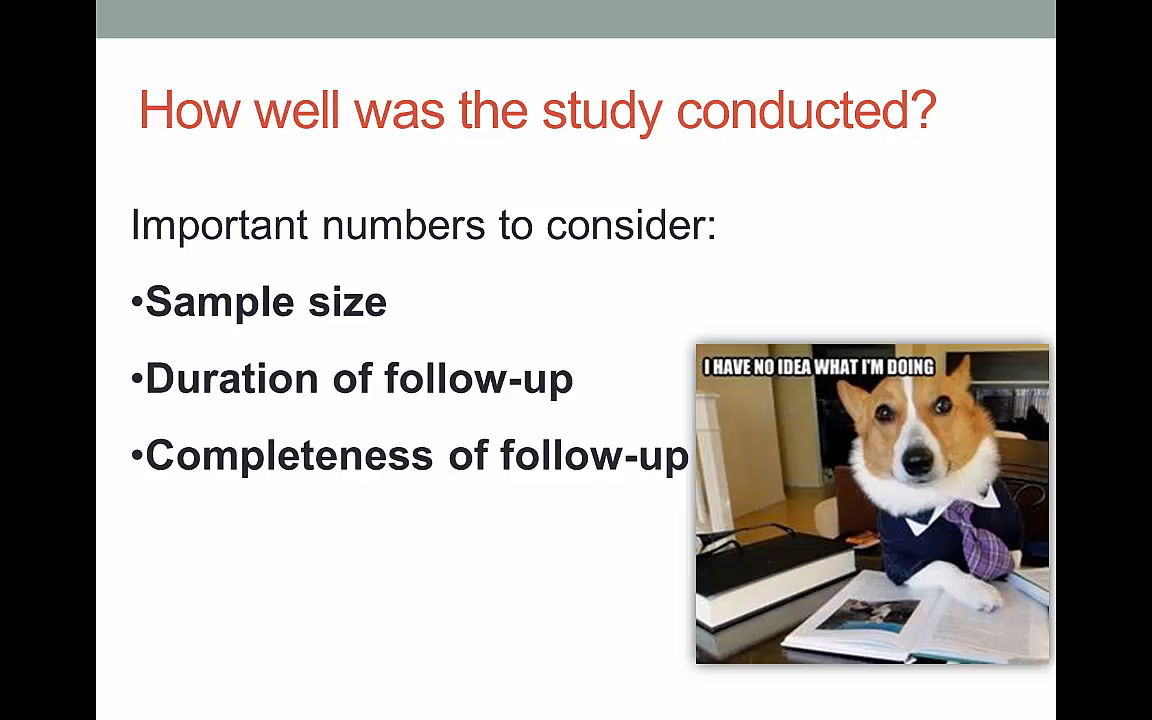 How well was the study conducted?
Important numbers to consider:
•Sample size
•Duration of follow-up
•Completeness of follow-up
I HAVE NO IDEA WHAT I'M DOING